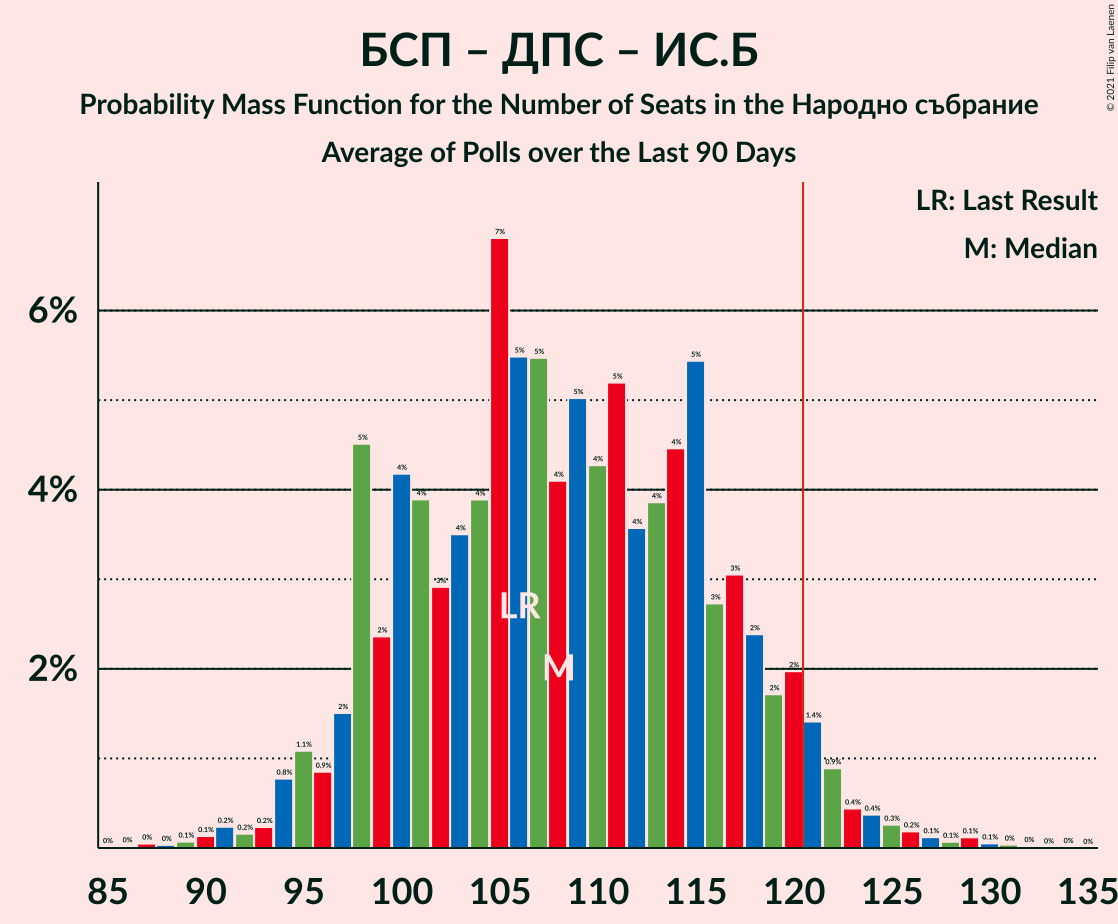 БСП – ДПС – ИС.Б
Probability Mass Function for the Number of Seats in the Народно събрание
Average of Polls over the Last 90 Days
© 2021 Filip van Laenen
LR: Last Result
M: Median
6%
4%
2%
0% 0% 0% 0% 0.1% 0.1% 0.2% 0.2% 0.2% 0.8% 1.1% 0.9% 2% 5% 2% 4% 4% 3% 4% 4% 7% 5% 5% 4% 5% 4% 5% 4% 4% 4% 5% 3% 3% 2% 2% 2% 1.4% 0.9% 0.4% 0.4% 0.3% 0.2% 0.1% 0.1% 0.1% 0.1% 0% 0% 0% 0% 0%
LR
M
85 90 95 100 105 110 115 120 125 130 135